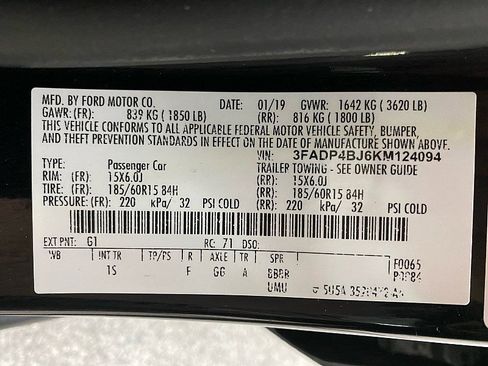 MFD. BY FORD MOTOR CO. DATE: 01/19 GVWR: 1642 KG ( 3620 LB)
GAWR: (FR): 839 KG ( 1850 LB) (RR): 816 KG ( 1800 LB)
THIS VEHICLE CONFORMS TO ALL APPLICABLE FEDERAL MOTOR VEHICLE SAFETY, BUMPER,
AND THEFT PREVENTION STANDARDS IN EFFECT ON THE DATE OF MANUFACTURE SHOWN ABOVE.
VIN: 3FADP4BJ6KM124094
TYPE: Passenger Car TRAILER TOWING - SEE OWNER GUIDE
RIM: (FR): 15X6.0J (RR): 15X6.0J
TIRE: (FR): 185/60R15 84H (RR): 185/60R15 84H
PRESSURE: (FR): 220 kPa/ 32 PSI COLD (RR): 220 kPa/ 32 PSI COLD
EXT PNT: G1 RC: 71 DSO: F0065
WB INT TR TP/PS R AXLE TR SPR
1S F GG A BBBB
UMU